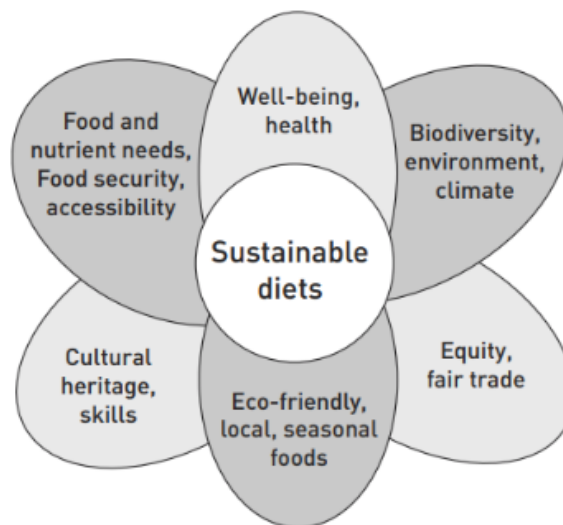 Well-being,
health
Food and
nutrient needs,
Food security,
accessibility
Biodiversity,
environment,
climate
Sustainable
diets
Cultural
heritage,
skills
Eco-friendly,
local, seasonal
foods
Equity,
fair trade